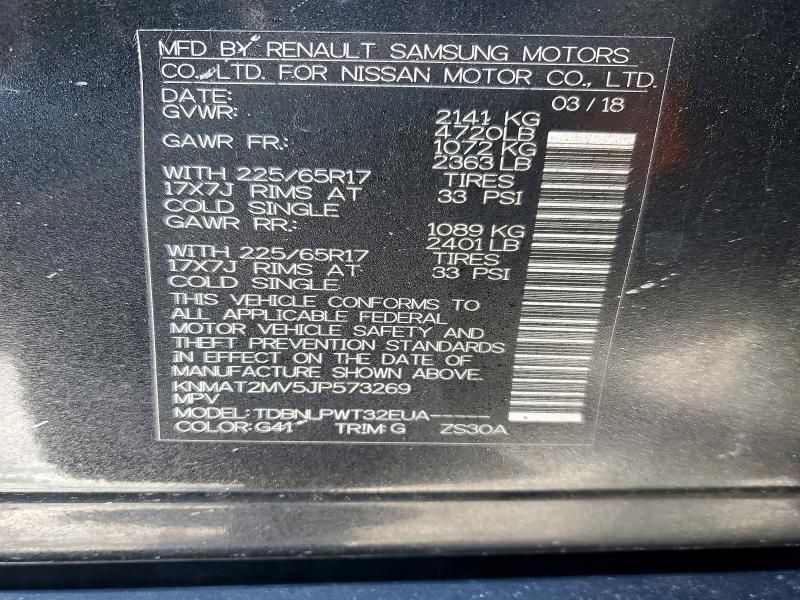 MFD BY RENAULT SAMSUNG MOTORS
CO., LTD. FOR NISSAN MOTOR CO., LTD.
DATE: 03 / 18
GVWR: 2141 KG
4720LB
GAWR FR.: 1072 KG
2363 LB
WITH 225/65R17 TIRES
17X7J RIMS AT 33 PSI
COLD SINGLE
GAWR RR.: 1089 KG
2401 LB
WITH 225/65R17 TIRES
17X7J RIMS AT 33 PSI
COLD SINGLE
THIS VEHICLE CONFORMS TO
ALL APPLICABLE FEDERAL
MOTOR VEHICLE SAFETY AND
THEFT PREVENTION STANDARDS
IN EFFECT ON THE DATE OF
MANUFACTURE SHOWN ABOVE.
KNMAT2MV5JP573269
MPV
MODEL: TDBNLPWT32EUA------
COLOR: G41 TRIM: G ZS30A